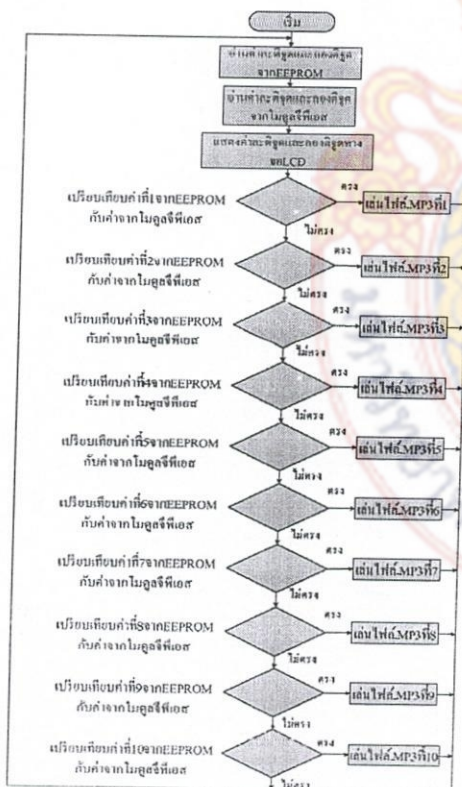 เริ่ม
อ่านค่าละติจูดและลองติจูด
จากEEPROM
อ่านค่าละติจูดและลองติจูด
จากโมดูลจีพีเอส
แสดงค่าละติจูดและลองติจูดทาง
จอLCD
เปรียบเทียบค่าที่1จากEEPROM
กับค่าจากโมดูลจีพีเอส
ตรง
เล่นไฟล์.MP3ที่1
ไม่ตรง
เปรียบเทียบค่าที่2จากEEPROM
กับค่าจากโมดูลจีพีเอส
ตรง
เล่นไฟล์.MP3ที่2
ไม่ตรง
เปรียบเทียบค่าที่3จากEEPROM
กับค่าจากโมดูลจีพีเอส
ตรง
เล่นไฟล์.MP3ที่3
ไม่ตรง
เปรียบเทียบค่าที่4จากEEPROM
กับค่าจากโมดูลจีพีเอส
ตรง
เล่นไฟล์.MP3ที่4
ไม่ตรง
เปรียบเทียบค่าที่5จากEEPROM
กับค่าจากโมดูลจีพีเอส
ตรง
เล่นไฟล์.MP3ที่5
ไม่ตรง
เปรียบเทียบค่าที่6จากEEPROM
กับค่าจากโมดูลจีพีเอส
ตรง
เล่นไฟล์.MP3ที่6
ไม่ตรง
เปรียบเทียบค่าที่7จากEEPROM
กับค่าจากโมดูลจีพีเอส
ตรง
เล่นไฟล์.MP3ที่7
ไม่ตรง
เปรียบเทียบค่าที่8จากEEPROM
กับค่าจากโมดูลจีพีเอส
ตรง
เล่นไฟล์.MP3ที่8
ไม่ตรง
เปรียบเทียบค่าที่9จากEEPROM
กับค่าจากโมดูลจีพีเอส
ตรง
เล่นไฟล์.MP3ที่9
ไม่ตรง
เปรียบเทียบค่าที่10จากEEPROM
กับค่าจากโมดูลจีพีเอส
ตรง
เล่นไฟล์.MP3ที่10
ไม่ตรง